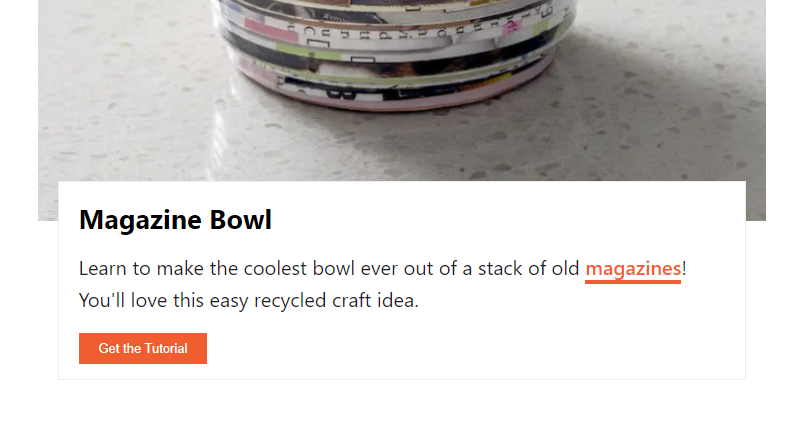 Magazine Bowl
Learn to make the coolest bowl ever out of a stack of old magazines!
You'll love this easy recycled craft idea.
Get the Tutorial